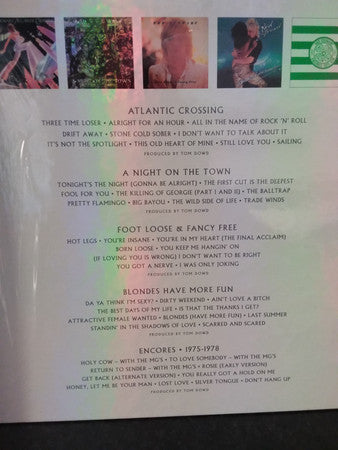 ATLANTIC CROSSING
THREE TIME LOSER • ALRIGHT FOR AN HOUR • ALL IN THE NAME OF ROCK 'N' ROLL
DRIFT AWAY • STONE COLD SOBER • I DON'T WANT TO TALK ABOUT IT
IT'S NOT THE SPOTLIGHT • THIS OLD HEART OF MINE • STILL LOVE YOU • SAILING
PRODUCED BY TOM DOWD
A NIGHT ON THE TOWN
TONIGHT'S THE NIGHT (GONNA BE ALRIGHT) • THE FIRST CUT IS THE DEEPEST
FOOL FOR YOU • THE KILLING OF GEORGIE (PART I AND II) • THE BALLTRAP
PRETTY FLAMINGO • BIG BAYOU • THE WILD SIDE OF LIFE • TRADE WINDS
PRODUCED BY TOM DOWD
FOOT LOOSE & FANCY FREE
HOT LEGS • YOU'RE INSANE • YOU'RE IN MY HEART (THE FINAL ACCLAIM)
BORN LOOSE • YOU KEEP ME HANGIN' ON
(IF LOVING YOU IS WRONG) I DON'T WANT TO BE RIGHT
YOU GOT A NERVE • I WAS ONLY JOKING
PRODUCED BY TOM DOWD
BLONDES HAVE MORE FUN
DA YA THINK I'M SEXY? • DIRTY WEEKEND • AIN'T LOVE A BITCH
THE BEST DAYS OF MY LIFE • IS THAT THE THANKS I GET?
ATTRACTIVE FEMALE WANTED • BLONDES (HAVE MORE FUN) • LAST SUMMER
STANDIN' IN THE SHADOWS OF LOVE • SCARRED AND SCARED
PRODUCED BY TOM DOWD
ENCORES • 1975-1978
HOLY COW – WITH THE MG'S • TO LOVE SOMEBODY – WITH THE MG'S
RETURN TO SENDER – WITH THE MG'S • ROSIE (EARLY VERSION)
GET BACK (ALTERNATE VERSION) • YOU REALLY GOT A HOLD ON ME
HONEY, LET ME BE YOUR MAN • LOST LOVE • SILVER TONGUE • DON'T HANG UP
PRODUCED BY TOM DOWD